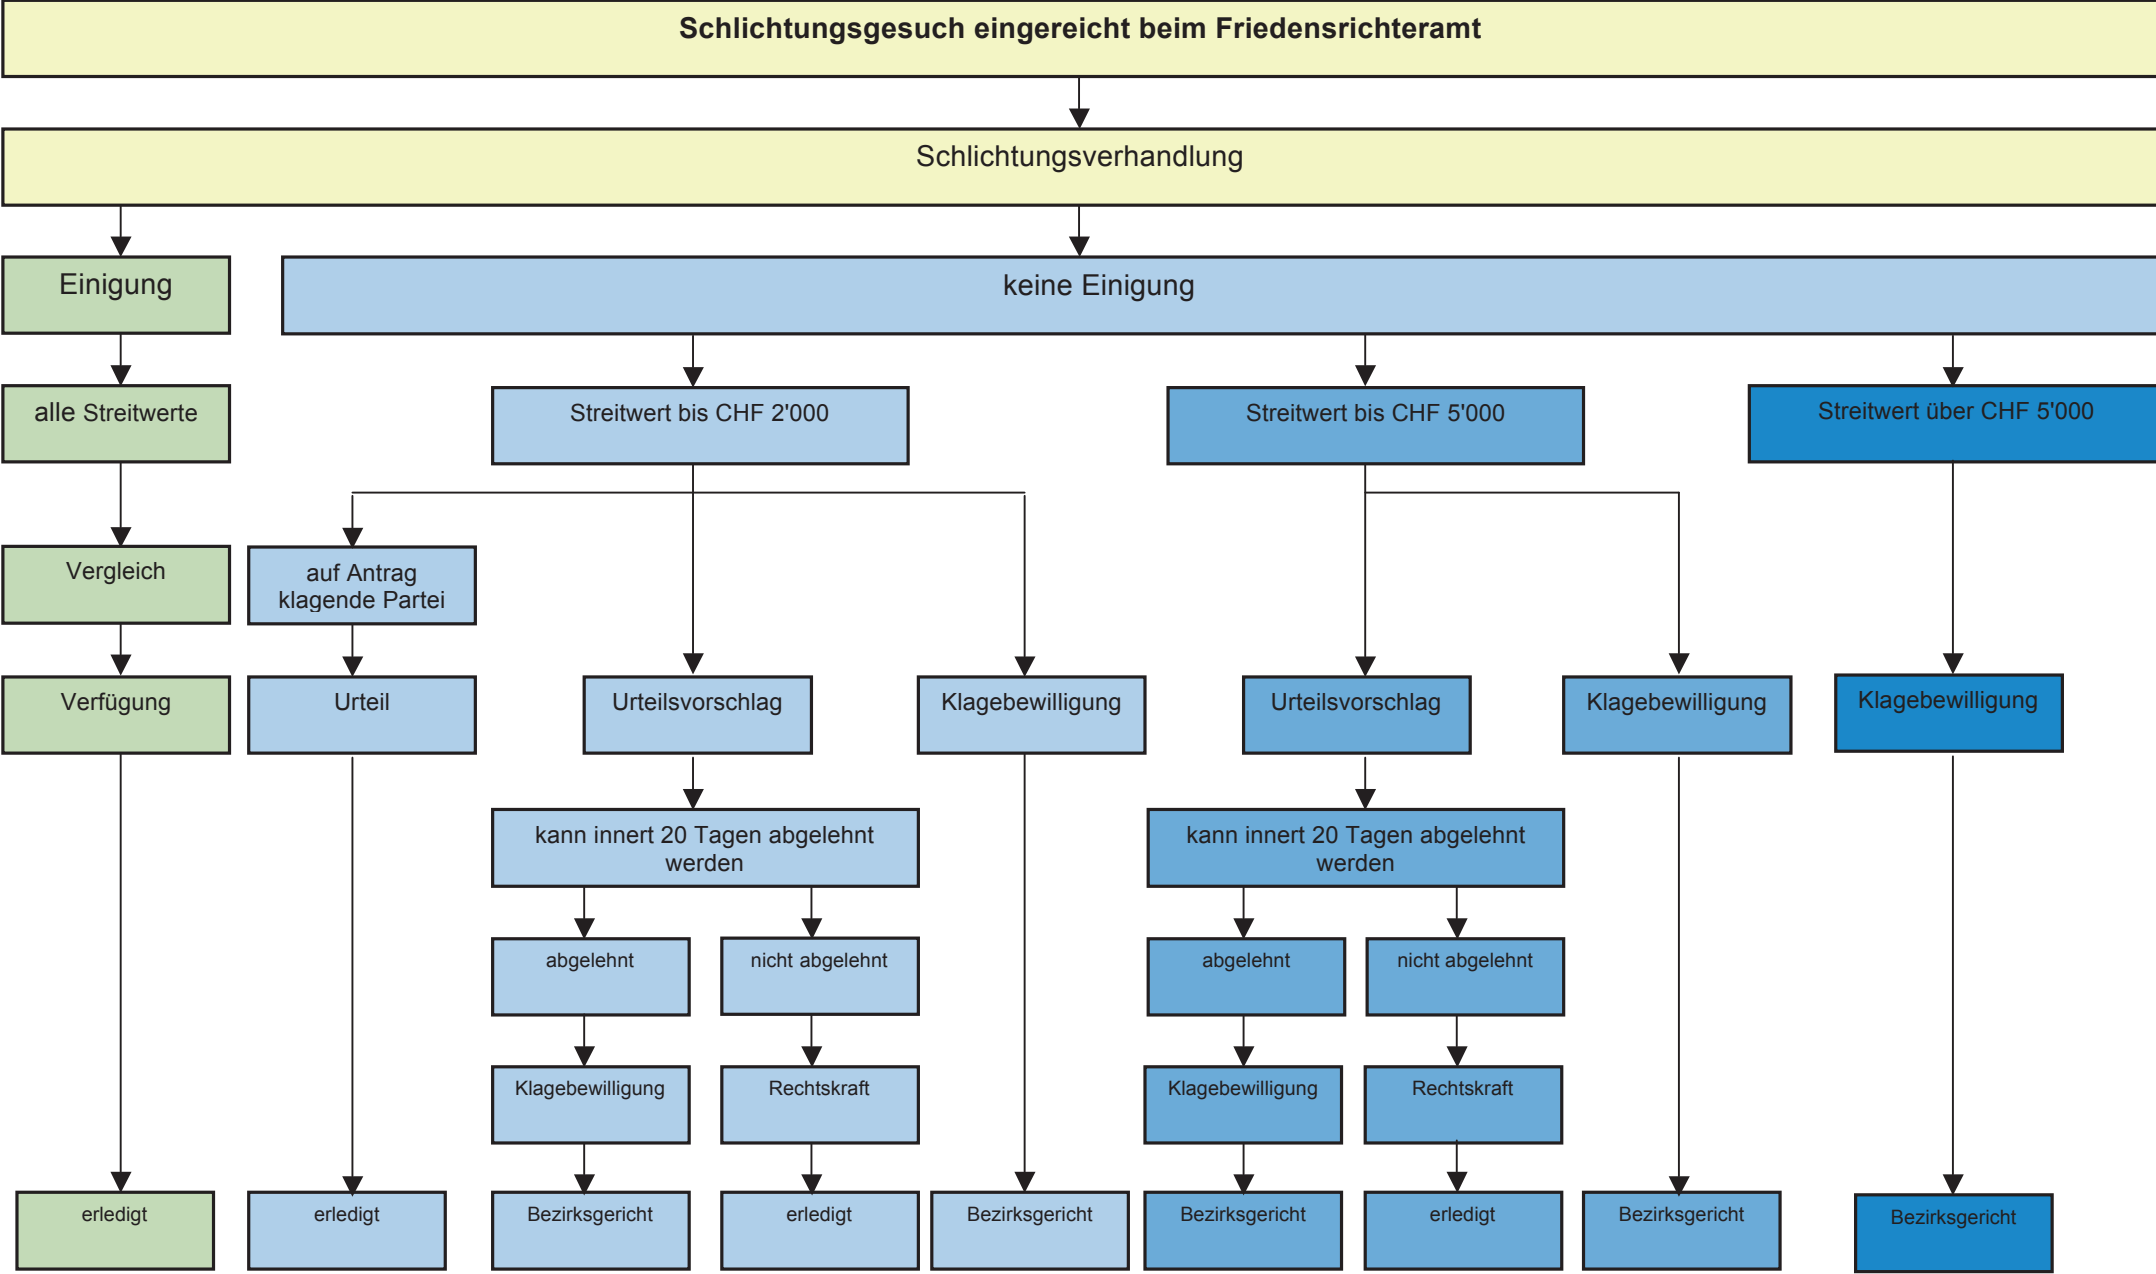 Schlichtungsgesuch eingereicht beim Friedensrichteramt
Schlichtungsverhandlung
Einigung
keine Einigung
alle Streitwerte
Streitwert bis CHF 2'000
Streitwert bis CHF 5'000
Streitwert über CHF 5'000
Vergleich
auf Antrag
klagende Partei
Verfügung
Urteil
Urteilsvorschlag
Klagebewilligung
Urteilsvorschlag
Klagebewilligung
Klagebewilligung
kann innert 20 Tagen abgelehnt
werden
kann innert 20 Tagen abgelehnt
werden
abgelehnt
nicht abgelehnt
abgelehnt
nicht abgelehnt
Klagebewilligung
Rechtskraft
Klagebewilligung
Rechtskraft
erledigt
erledigt
Bezirksgericht
erledigt
Bezirksgericht
Bezirksgericht
erledigt
Bezirksgericht
Bezirksgericht